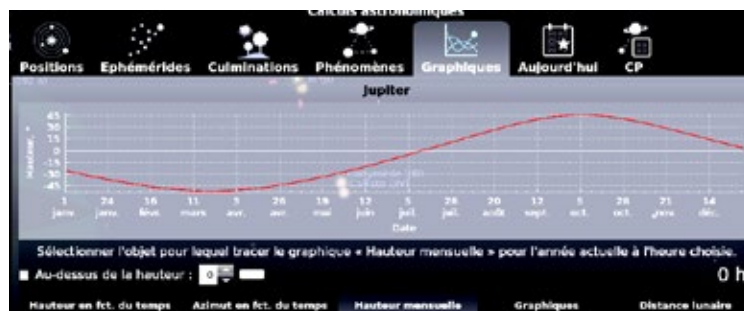 Calculs astronomiques
Positions Ephémérides Culminations Phénomènes Graphiques Aujourd'hui CP
Jupiter
Hauteur, °
45
30
15
0
-15
-30
-45
1 24 16 11 3 26 19 12 5 28 20 12 5 28 21 14
janv. janv. févr. mars avr. avr. mai juin juil. juil. août sept. oct. oct. nov. déc.
Date
Sélectionner l'objet pour lequel tracer le graphique « Hauteur mensuelle » pour l'année actuelle à l'heure choisie.
Au-dessus de la hauteur : 0
0 h
Hauteur en fct. du temps Azimut en fct. du temps Hauteur mensuelle Graphiques Distance lunaire